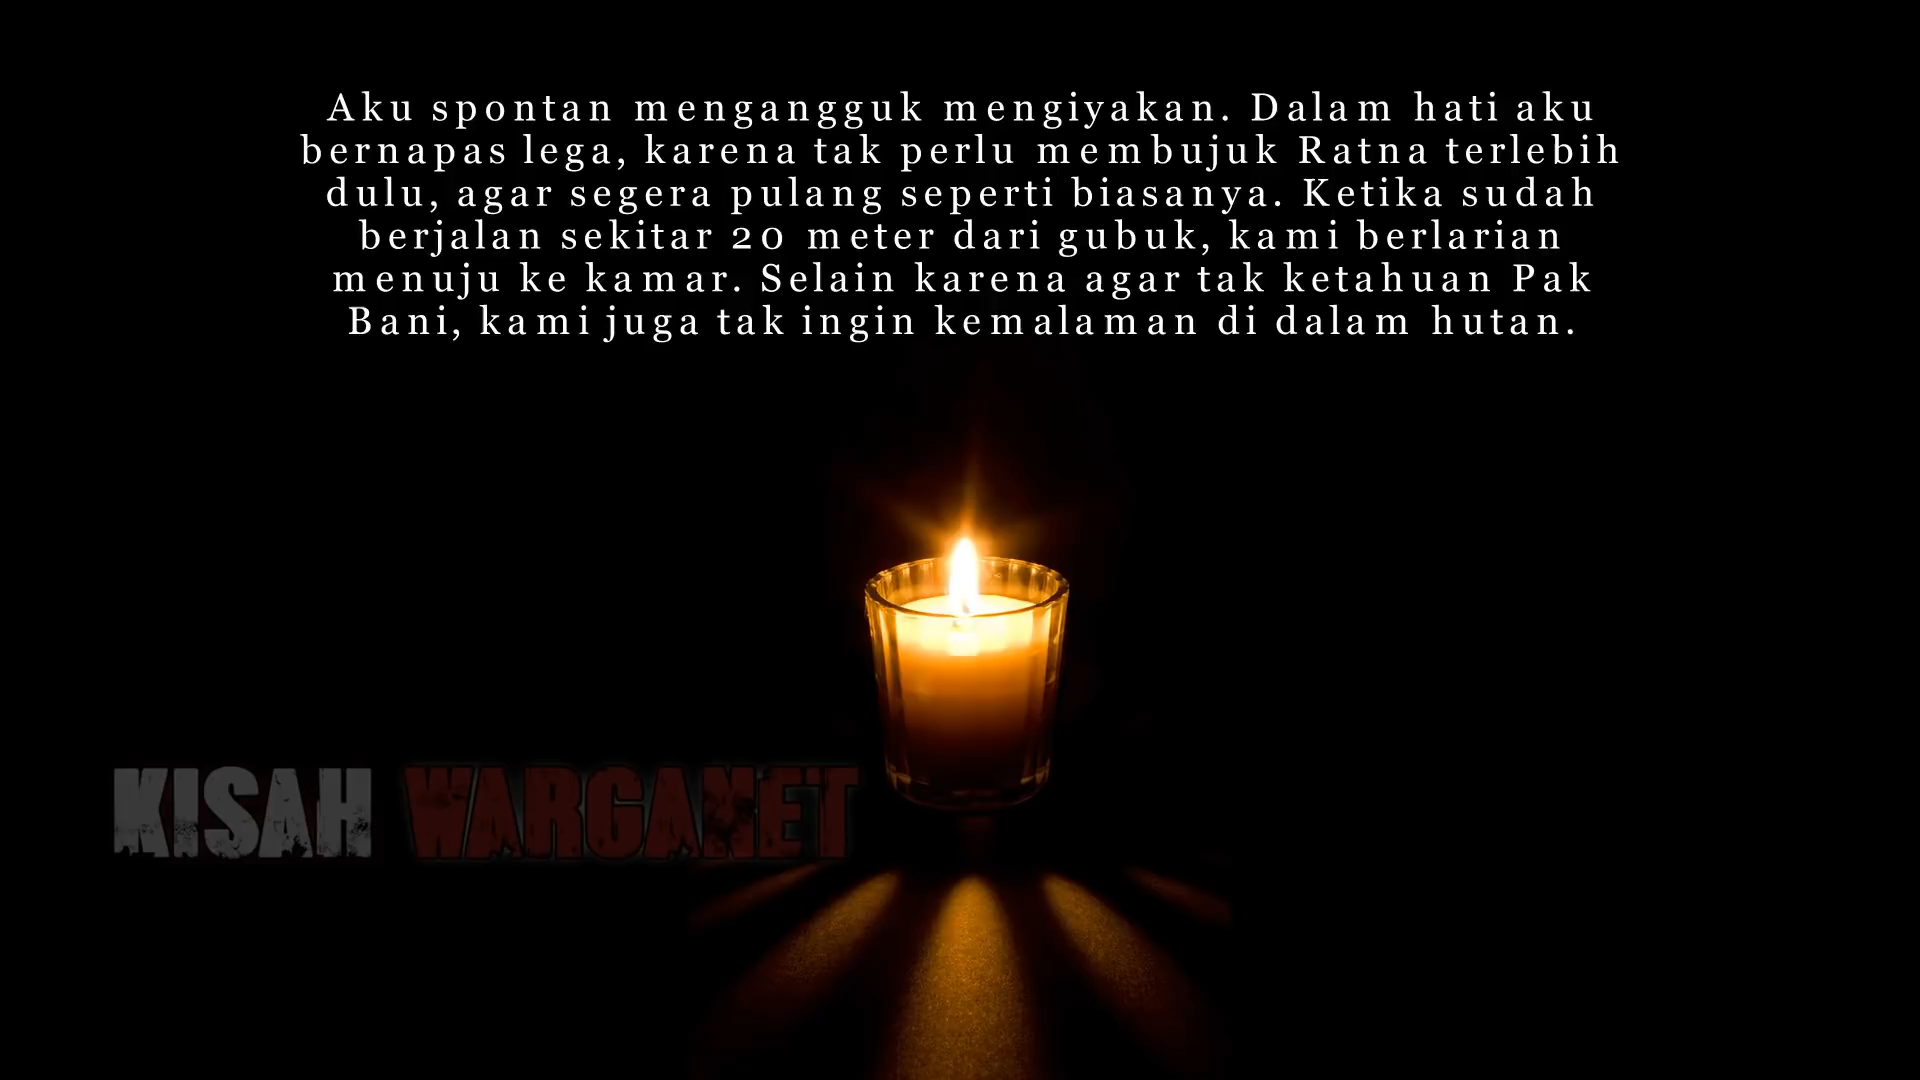 Aku spontan mengangguk mengiyakan. Dalam hati aku
bernapas lega, karena tak perlu membujuk Ratna terlebih
dulu, agar segera pulang seperti biasanya. Ketika sudah
berjalan sekitar 20 meter dari gubuk, kami berlarian
menuju ke kamar. Selain karena agar tak ketahuan Pak
Bani, kami juga tak ingin kemalaman di dalam hutan.
KISAH WARGANET